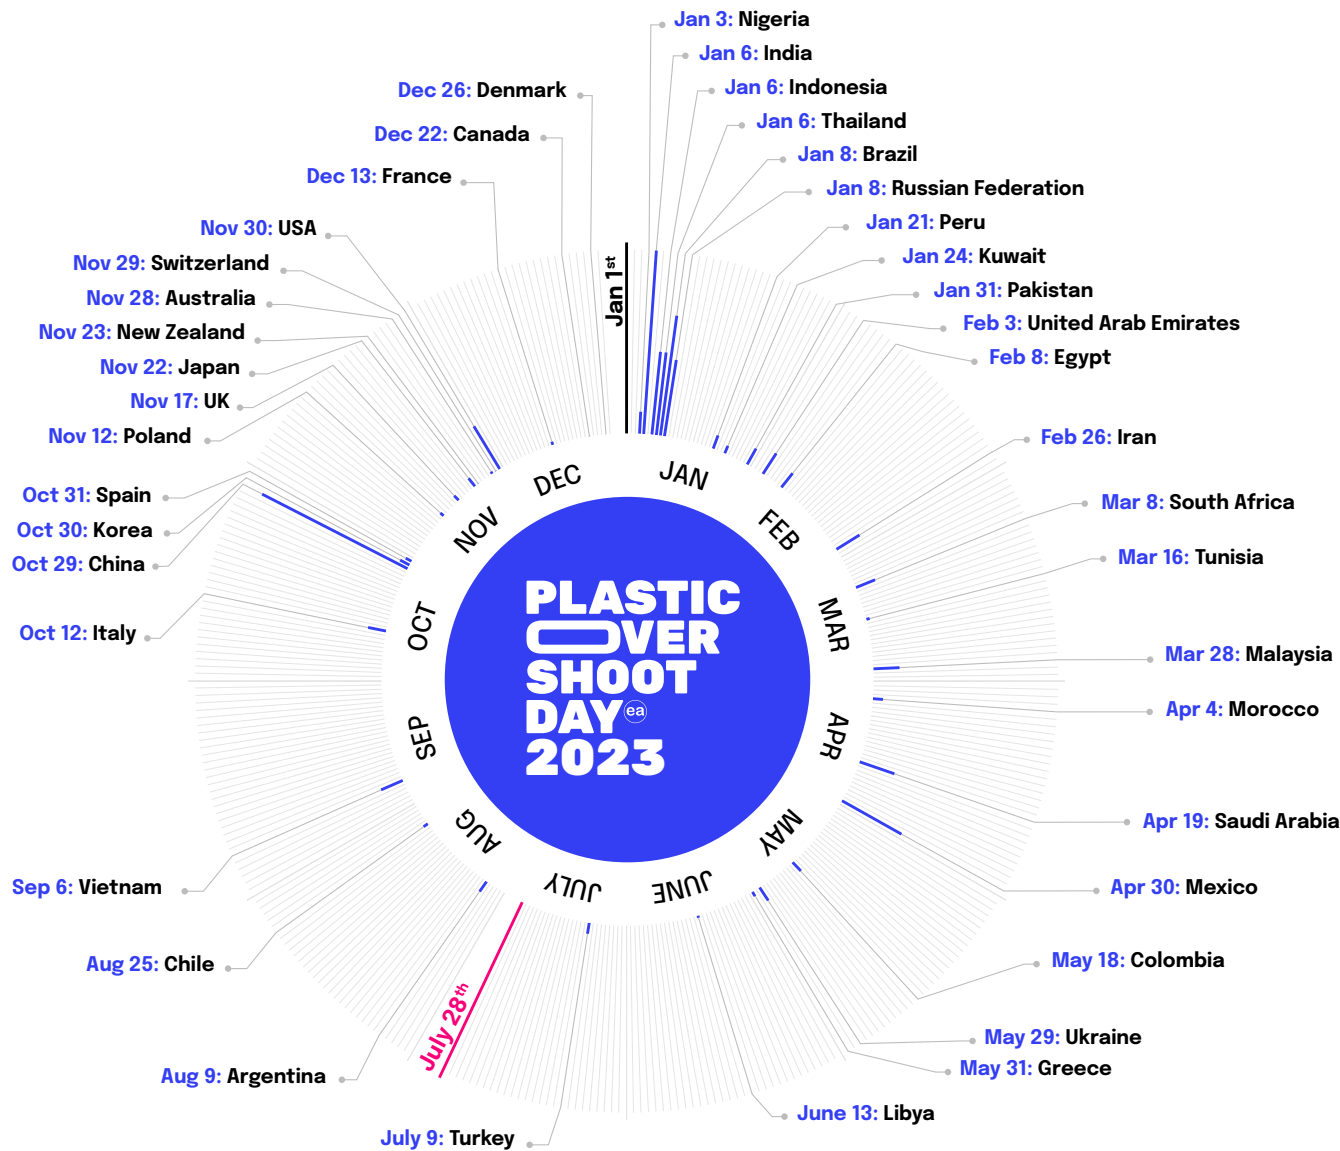 Jan 3: Nigeria
Jan 6: India
Jan 6: Indonesia
Jan 6: Thailand
Jan 8: Brazil
Jan 8: Russian Federation
Jan 21: Peru
Jan 24: Kuwait
Jan 31: Pakistan
Feb 3: United Arab Emirates
Feb 8: Egypt
Feb 26: Iran
Mar 8: South Africa
Mar 16: Tunisia
Mar 28: Malaysia
Apr 4: Morocco
Apr 19: Saudi Arabia
Apr 30: Mexico
May 18: Colombia
May 29: Ukraine
May 31: Greece
June 13: Libya
July 9: Turkey
July 28th
Aug 9: Argentina
Aug 25: Chile
Sep 6: Vietnam
Oct 12: Italy
Oct 29: China
Oct 30: Korea
Oct 31: Spain
Nov 12: Poland
Nov 17: UK
Nov 22: Japan
Nov 23: New Zealand
Nov 28: Australia
Nov 29: Switzerland
Nov 30: USA
Dec 13: France
Dec 22: Canada
Dec 26: Denmark
Jan 1st
JAN
FEB
MAR
APR
MAY
JUNE
JULY
AUG
SEP
OCT
NOV
DEC
PLASTIC
OVER
SHOOT
DAY ea
2023